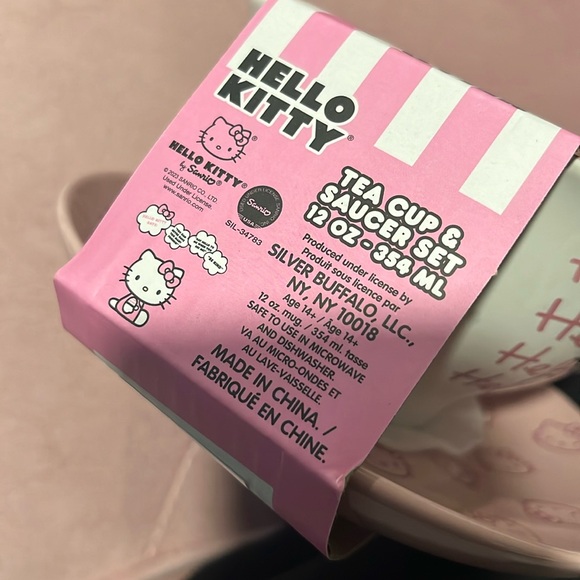 HELLO
KITTY®
HELLO KITTY®
by Sanrio
© 2023 SANRIO CO., LTD.
Used Under License.
www.sanrio.com
Sanrio
SIL-34783
TEA CUP &
SAUCER SET
12 OZ - 354 ML
Produced under license by
Produit sous licence par
SILVER BUFFALO, LLC.,
NY, NY 10018
Age 14+ / Âge 14+
12 oz. mug. / 354 ml. tasse
SAFE TO USE IN MICROWAVE
AND DISHWASHER.
VA AU MICRO-ONDES ET
AU LAVE-VAISSELLE.
MADE IN CHINA. /
FABRIQUÉ EN CHINE.